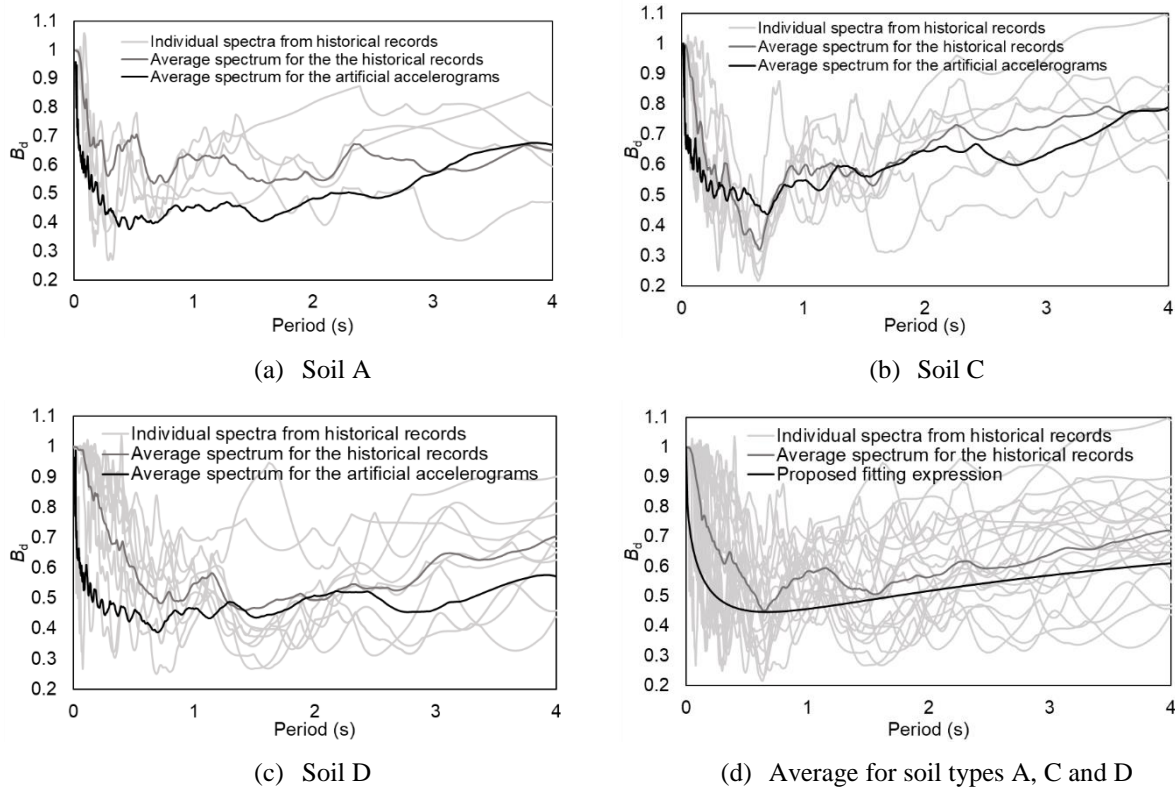 1.1
1
0.9
0.8
0.7
0.6
0.5
0.4
0.3
0.2
Bd
Individual spectra from historical records
Average spectrum for the the historical records
Average spectrum for the artificial accelerograms
0 1 2 3 4
Period (s)
(a) Soil A
1.1
1
0.9
0.8
0.7
0.6
0.5
0.4
0.3
0.2
Bd
Individual spectra from historical records
Average spectrum for the historical records
Average spectrum for the artificial accelerograms
0 1 2 3 4
Period (s)
(b) Soil C
1.1
1
0.9
0.8
0.7
0.6
0.5
0.4
0.3
0.2
Bd
Individual spectra from historical records
Average spectrum for the historical records
Average spectrum for the artificial accelerograms
0 1 2 3 4
Period (s)
(c) Soil D
1.1
1
0.9
0.8
0.7
0.6
0.5
0.4
0.3
0.2
Bd
Individual spectra from historical records
Average spectrum for the historical records
Proposed fitting expression
0 1 2 3 4
Period (s)
(d) Average for soil types A, C and D